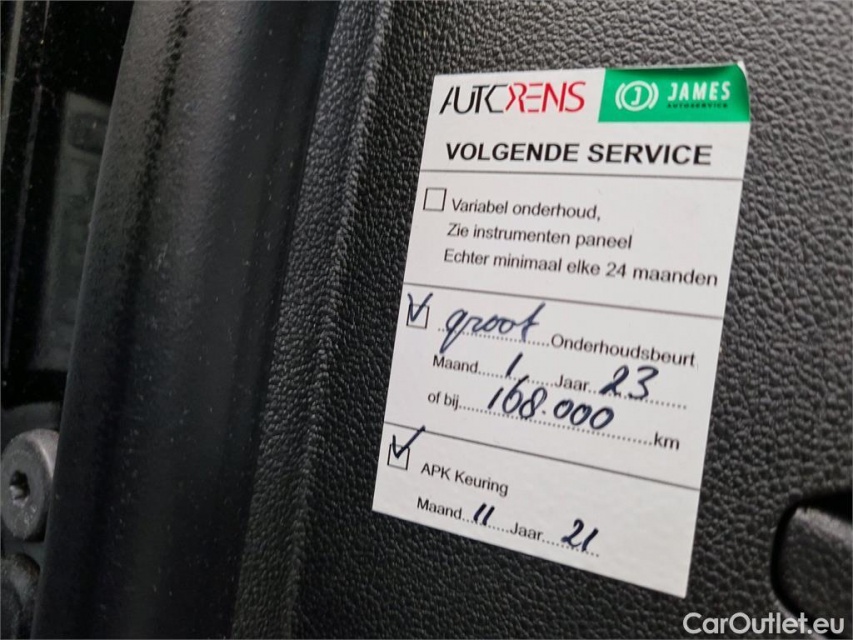 AUTORENS JAMES
AUTOSERVICE
VOLGENDE SERVICE
Variabel onderhoud,
Zie instrumenten paneel
Echter minimaal elke 24 maanden
groot Onderhoudsbeurt
Maand 1 Jaar 23
of bij 168.000 km
APK Keuring
Maand 11 Jaar 21
CarOutlet.eu